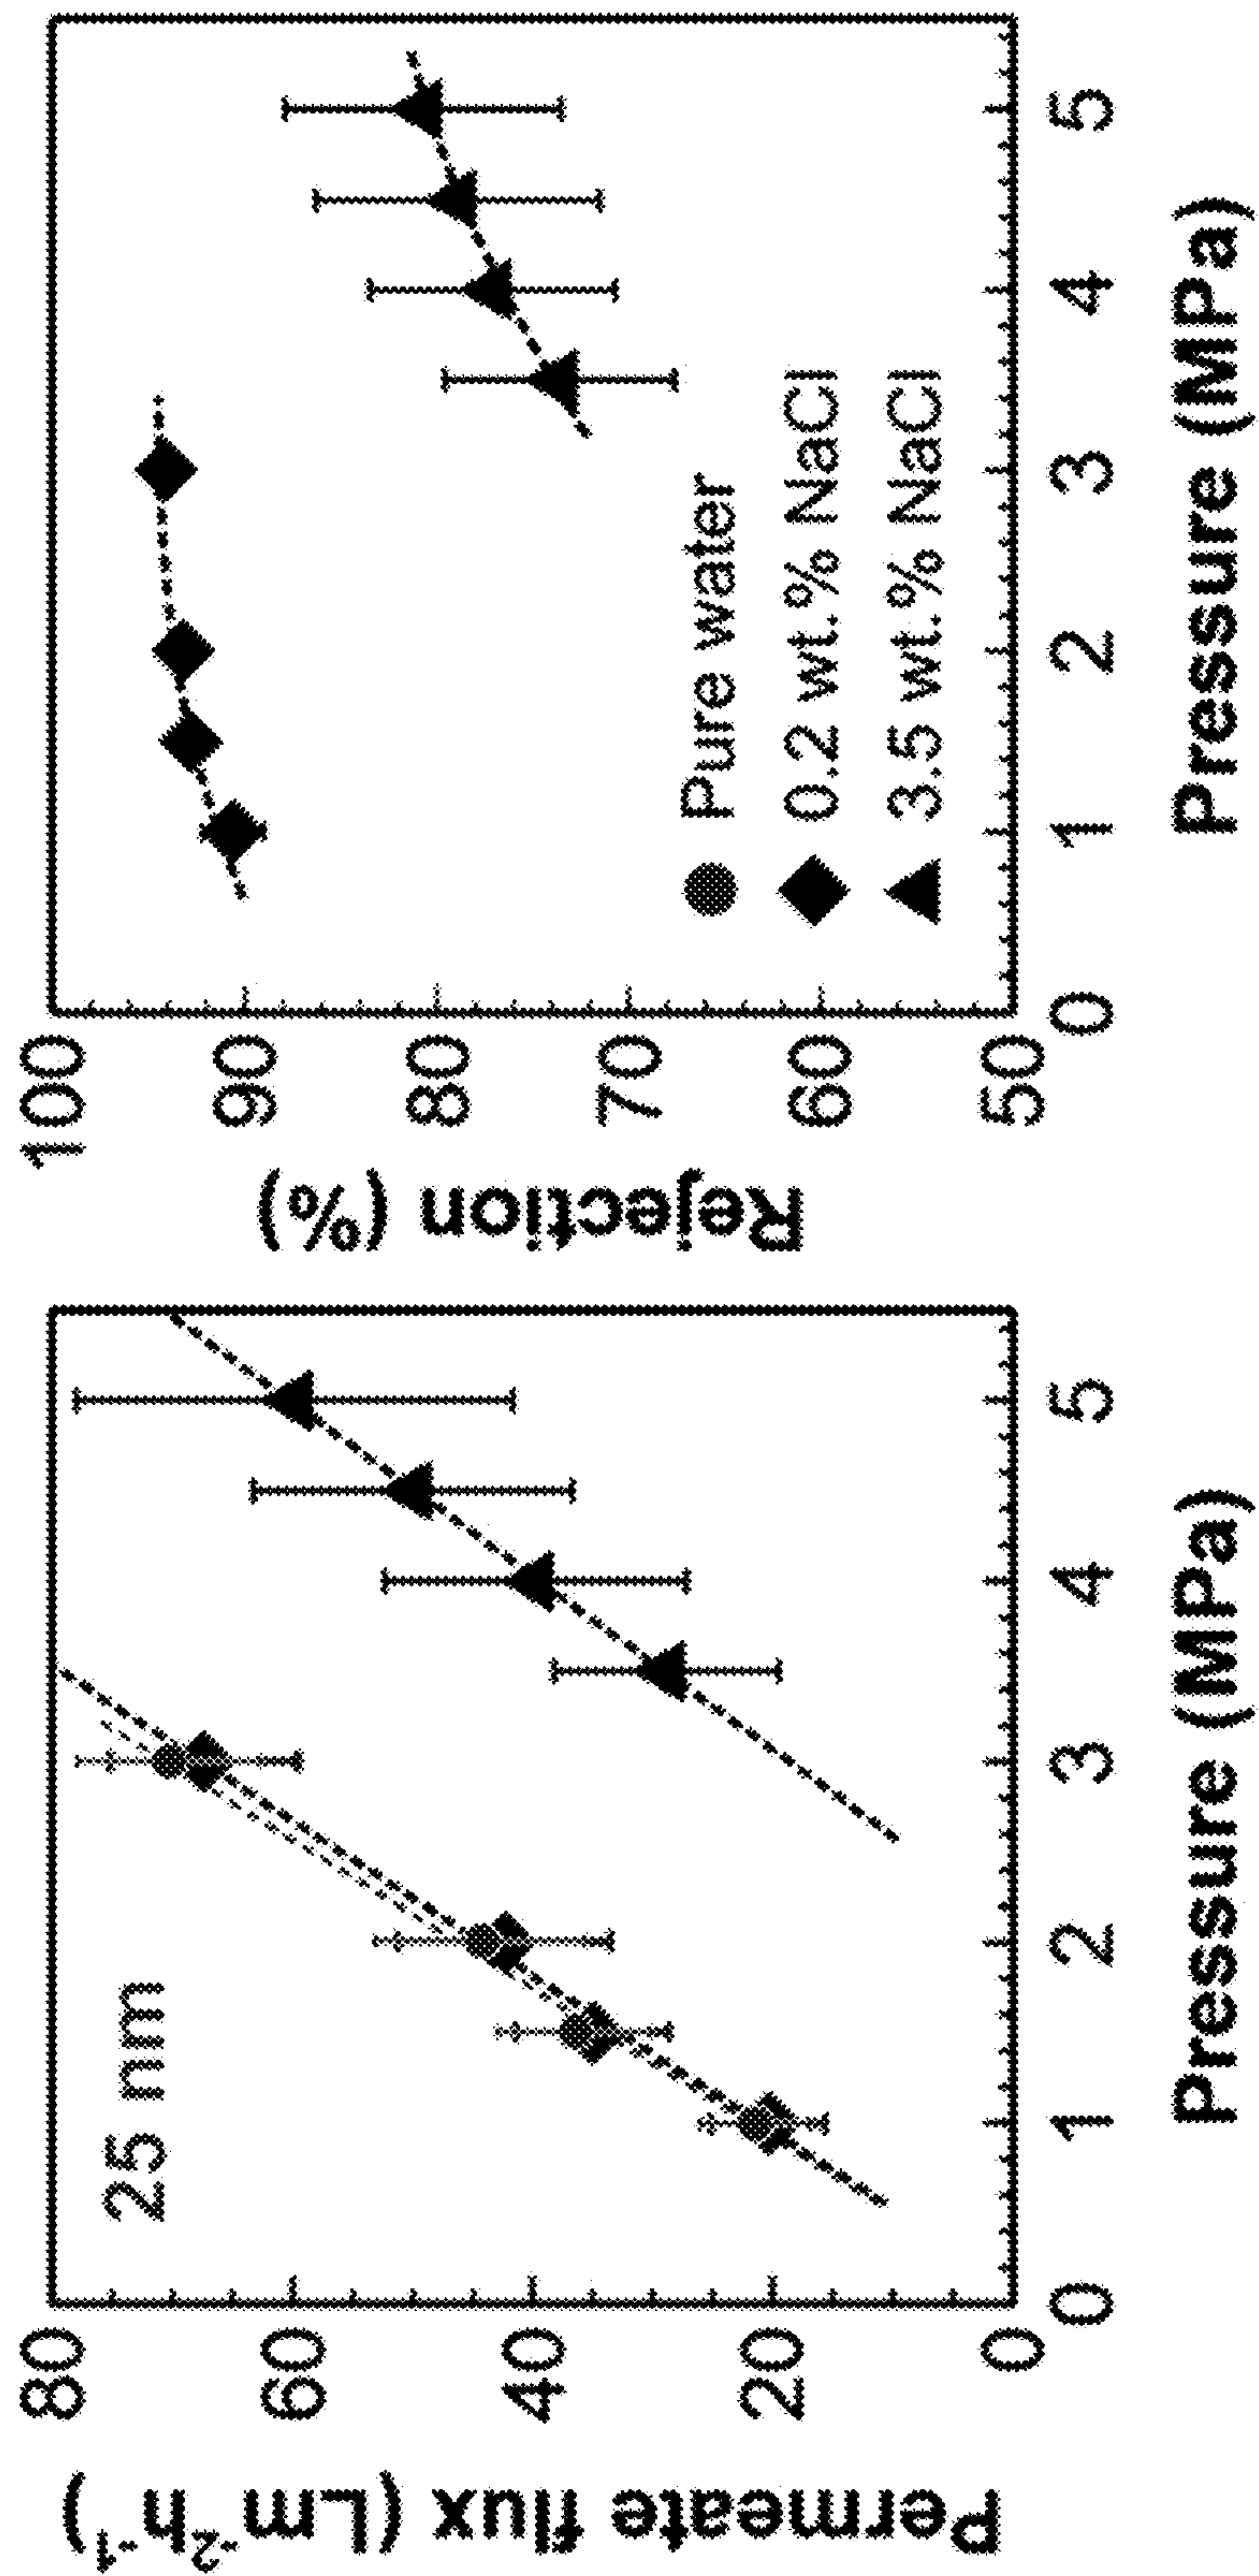 Permeate flux (Lm⁻²h⁻¹)
80
60
40
20
0
25 nm
0 1 2 3 4 5
Pressure (MPa)
Rejection (%)
100
90
80
70
60
50
Pure water
0.2 wt.% NaCl
3.5 wt.% NaCl
0 1 2 3 4 5
Pressure (MPa)